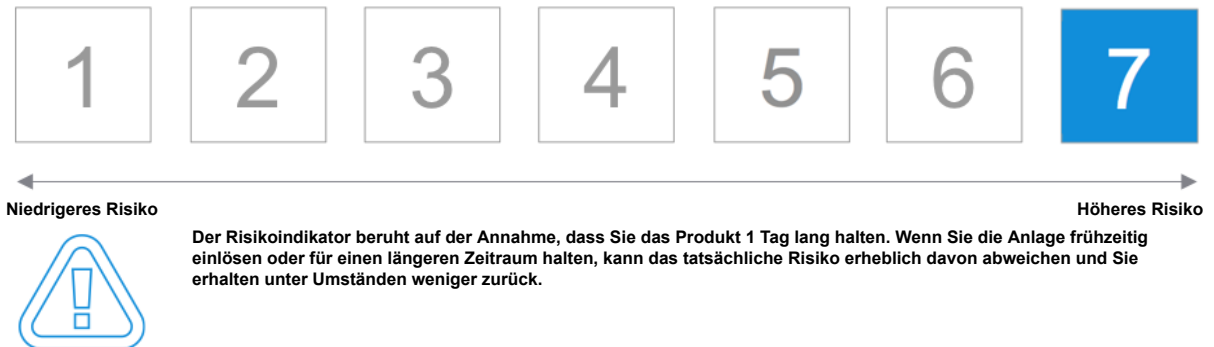 1 2 3 4 5 6 7
Niedrigeres Risiko Höheres Risiko
Der Risikoindikator beruht auf der Annahme, dass Sie das Produkt 1 Tag lang halten. Wenn Sie die Anlage frühzeitig
einlösen oder für einen längeren Zeitraum halten, kann das tatsächliche Risiko erheblich davon abweichen und Sie
erhalten unter Umständen weniger zurück.